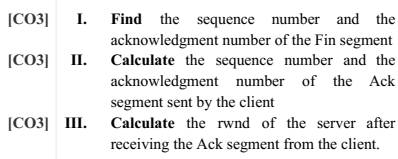 [CO3] I. Find the sequence number and the
acknowledgment number of the Fin segment
[CO3] II. Calculate the sequence number and the
acknowledgment number of the Ack
segment sent by the client
[CO3] III. Calculate the rwnd of the server after
receiving the Ack segment from the client.